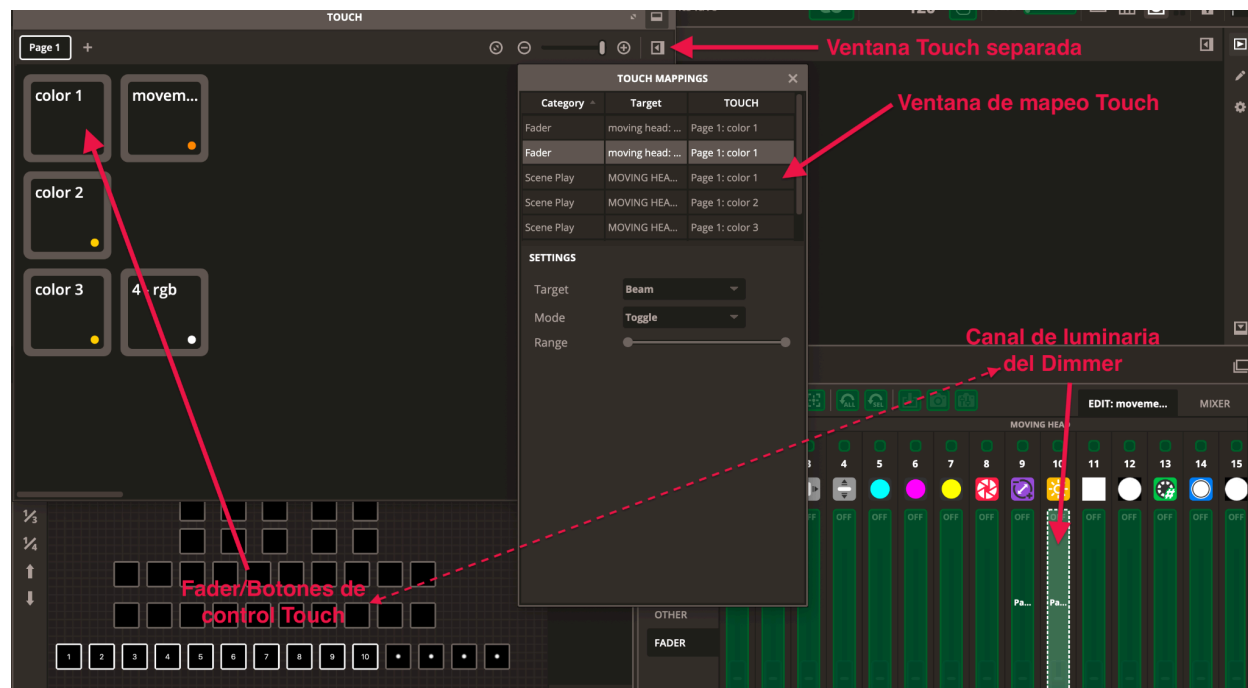 TOUCH
Page 1 +
Ventana Touch separada
color 1
movem...
color 2
color 3
4 - rgb
TOUCH MAPPINGS ×
Category Target TOUCH
Fader moving head: ... Page 1: color 1
Fader moving head: ... Page 1: color 1
Scene Play MOVING HEA... Page 1: color 1
Scene Play MOVING HEA... Page 1: color 2
Scene Play MOVING HEA... Page 1: color 3
SETTINGS
Target Beam
Mode Toggle
Range
Ventana de mapeo Touch
Canal de luminaria
del Dimmer
ALL SEL
EDIT: moveme... MIXER
MOVING HEAD
3 4 5 6 7 8 9 10 11 12 13 14 15
OFF OFF OFF OFF OFF OFF OFF OFF OFF OFF OFF
Pa... Pa...
OTHER
FADER
1/3
1/4
Fader/Botones de
control Touch
1 2 3 4 5 6 7 8 9 10